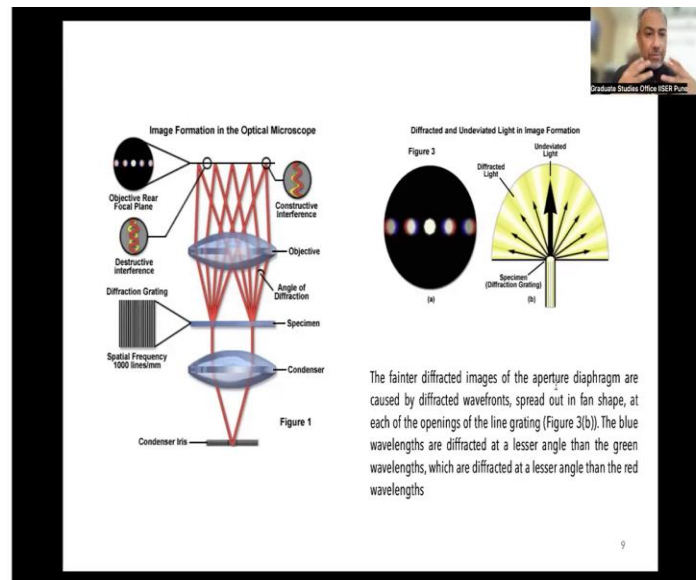 Graduate Studies Office IISER Pune
Image Formation in the Optical Microscope
Objective Rear
Focal Plane
Constructive
Interference
Destructive
interference
Objective
Angle of
Diffraction
Diffraction Grating
Specimen
Spatial Frequency
1000 lines/mm
Condenser
Figure 1
Condenser Iris
Diffracted and Undeviated Light in Image Formation
Figure 3
Undeviated
Light
Diffracted
Light
Specimen
(Diffraction Grating)
(a)
(b)
The fainter diffracted images of the aperture diaphragm are
caused by diffracted wavefronts, spread out in fan shape, at
each of the openings of the line grating (Figure 3(b)). The blue
wavelengths are diffracted at a lesser angle than the green
wavelengths, which are diffracted at a lesser angle than the red
wavelengths
9